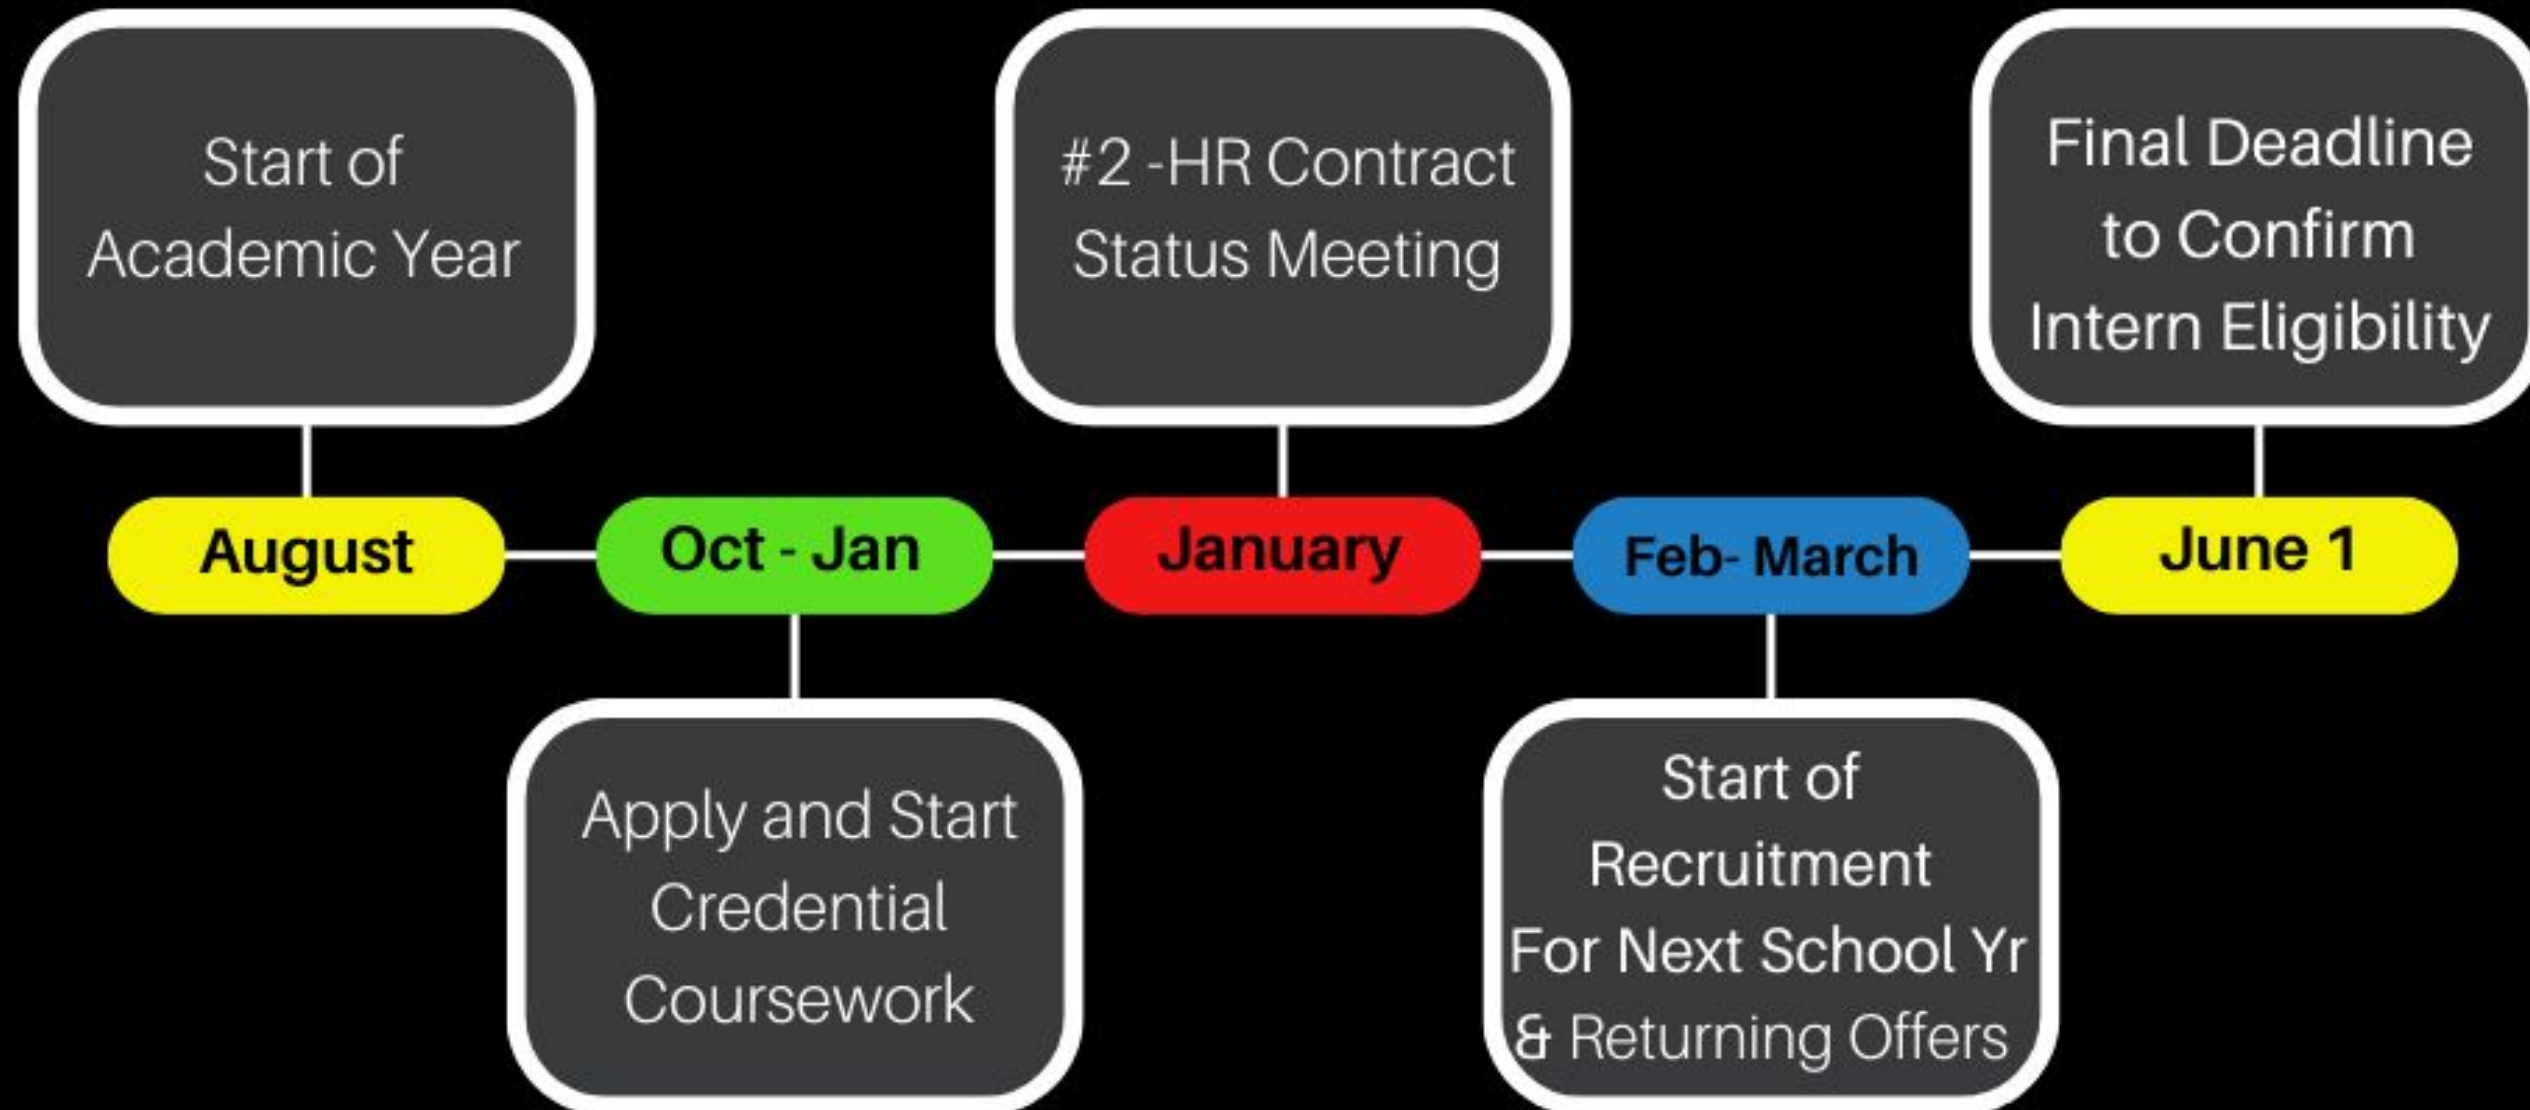 Start of
Academic Year
#2 -HR Contract
Status Meeting
Final Deadline
to Confirm
Intern Eligibility
August
Oct - Jan
January
Feb- March
June 1
Apply and Start
Credential
Coursework
Start of
Recruitment
For Next School Yr
& Returning Offers